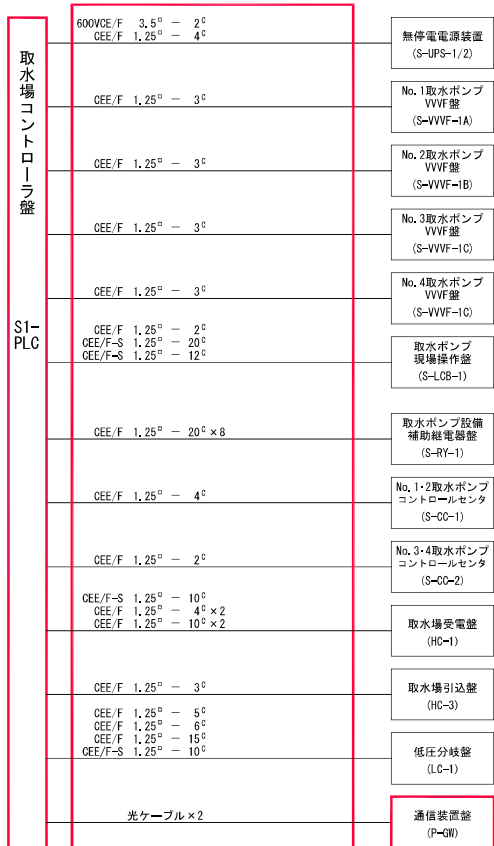 取水場コントローラ盤
S1-
PLC
600VCE/F 3.5□ － 2C
CEE/F 1.25□ － 4C
無停電電源装置
(S-UPS-1/2)
CEE/F 1.25□ － 3C
No.1取水ポンプ
VVVF盤
(S-VVVF-1A)
CEE/F 1.25□ － 3C
No.2取水ポンプ
VVVF盤
(S-VVVF-1B)
CEE/F 1.25□ － 3C
No.3取水ポンプ
VVVF盤
(S-VVVF-1C)
CEE/F 1.25□ － 3C
No.4取水ポンプ
VVVF盤
(S-VVVF-1C)
CEE/F 1.25□ － 2C
CEE/F-S 1.25□ － 20C
CEE/F-S 1.25□ － 12C
取水ポンプ
現場操作盤
(S-LCB-1)
CEE/F 1.25□ － 20C×8
取水ポンプ設備
補助継電器盤
(S-RY-1)
CEE/F 1.25□ － 4C
No.1・2取水ポンプ
コントロールセンタ
(S-CC-1)
CEE/F 1.25□ － 2C
No.3・4取水ポンプ
コントロールセンタ
(S-CC-2)
CEE/F-S 1.25□ － 10C
CEE/F 1.25□ － 4C×2
CEE/F 1.25□ － 10C×2
取水場受電盤
(HC-1)
CEE/F 1.25□ － 3C
取水場引込盤
(HC-3)
CEE/F 1.25□ － 5C
CEE/F 1.25□ － 6C
CEE/F 1.25□ － 15C
CEE/F-S 1.25□ － 10C
低圧分岐盤
(LC-1)
光ケーブル×2
通信装置盤
(P-GW)